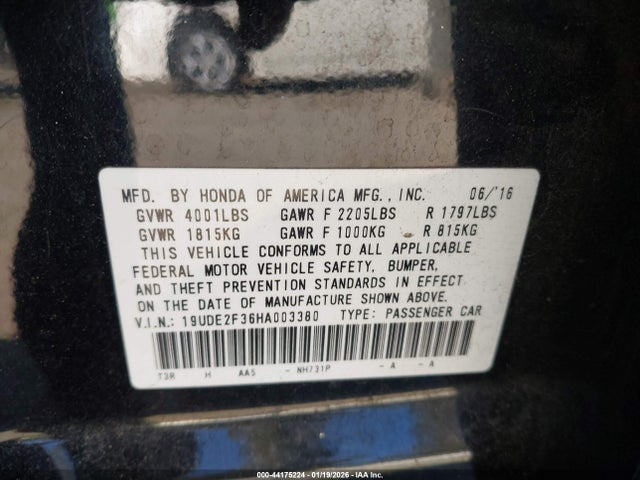 MFD. BY HONDA OF AMERICA MFG., INC. 06/'16
GVWR 4001LBS GAWR F 2205LBS R 1797LBS
GVWR 1815KG GAWR F 1000KG R 815KG
THIS VEHICLE CONFORMS TO ALL APPLICABLE
FEDERAL MOTOR VEHICLE SAFETY, BUMPER,
AND THEFT PREVENTION STANDARDS IN EFFECT
ON THE DATE OF MANUFACTURE SHOWN ABOVE.
V.I.N.: 19UDE2F36HA003380 TYPE: PASSENGER CAR
T3R H AA5 - NH731P - A - A
000-44175224 - 01/19/2026 - IAA Inc.